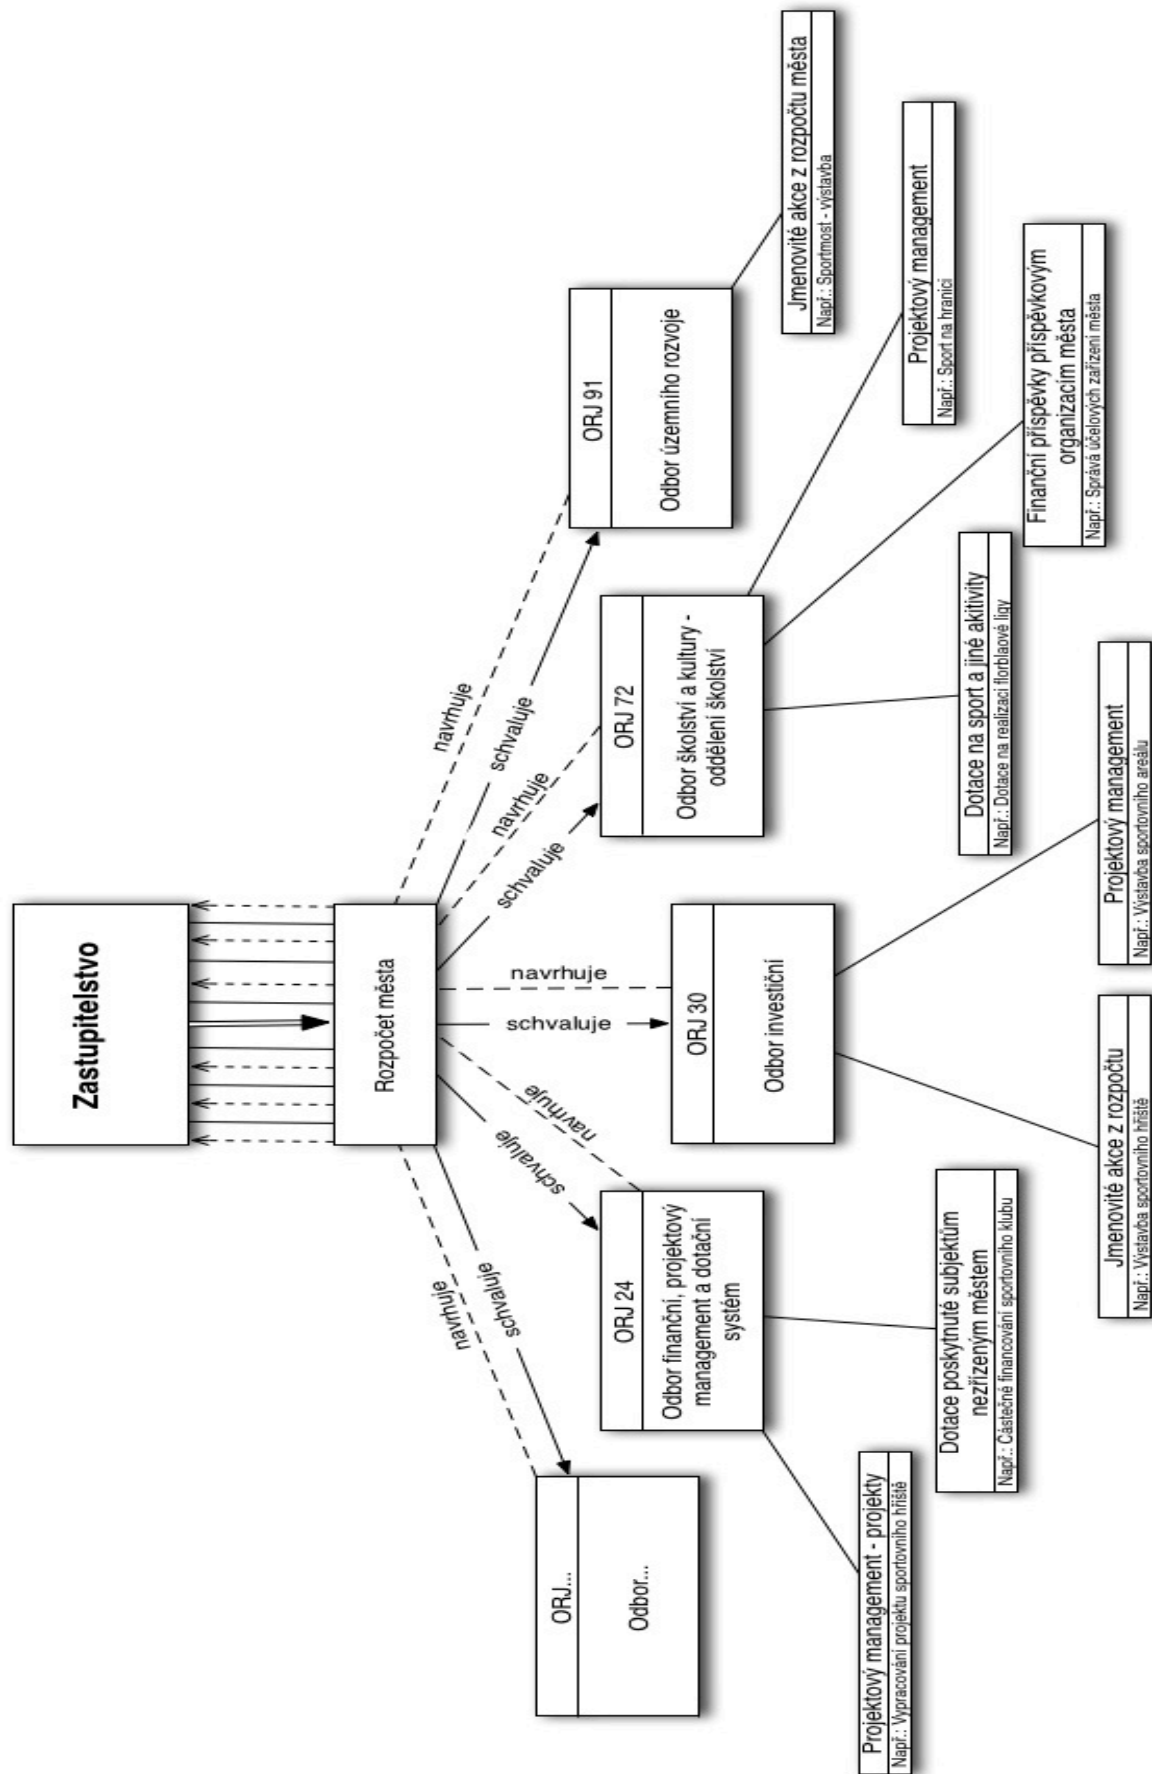 Zastupitelstvo
Rozpočet města
navrhuje
schvaluje
navrhuje
schvaluje
navrhuje
schvaluje
navrhuje
schvaluje
navrhuje
schvaluje
ORJ...
Odbor...
ORJ 24
Odbor finanční, projektový
management a dotační
systém
ORJ 30
Odbor investiční
ORJ 72
Odbor školství a kultury -
oddělení školství
ORJ 91
Odbor územního rozvoje
Projektový management - projekty
Např.: Vypracování projektu sportovního hřiště
Dotace poskytnuté subjektům
nezřízeným městem
Např.: Částečné financování sportovního klubu
Jmenovité akce z rozpočtu
Např.: Výstavba sportovního hřiště
Projektový management
Např.: Výstavba sportovního areálu
Dotace na sport a jiné akitivity
Např.: Dotace na realizaci florblaové ligy
Finanční příspěvky příspěvkovým
organizacím města
Např.: Správá účelových zařízení města
Projektový management
Např.: Sport na hranici
Jmenovité akce z rozpočtu města
Např.: Sportmost - výstavba